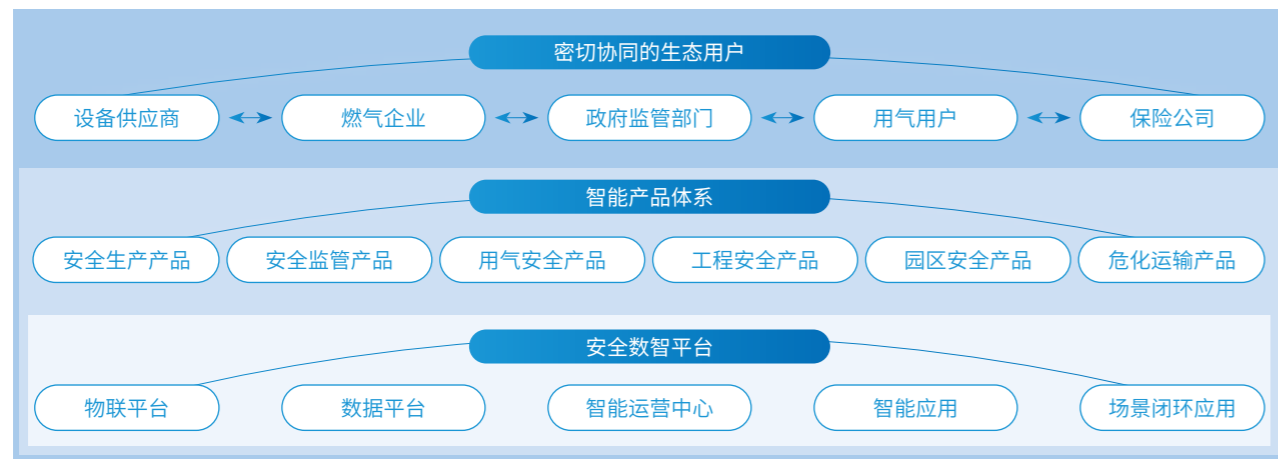 密切协同的生态用户
设备供应商 燃气企业 政府监管部门 用气用户 保险公司
智能产品体系
安全生产产品 安全监管产品 用气安全产品 工程安全产品 园区安全产品 危化运输产品
安全数智平台
物联平台 数据平台 智能运营中心 智能应用 场景闭环应用